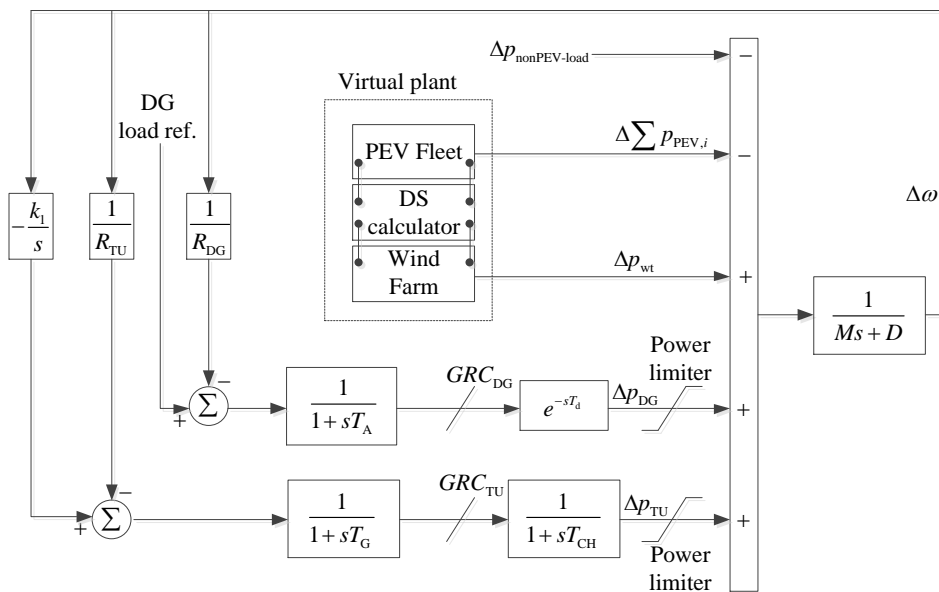 Δp_nonPEV-load
−
Virtual plant
DG
load ref.
PEV Fleet
Δ∑ p_PEV,i
−
Δω
−k_1/s
1/R_TU
1/R_DG
DS
calculator
Wind
Farm
Δp_wt
+
1/(Ms + D)
Power
limiter
−
GRC_DG
+
∑
1/(1 + sT_A)
e^(−sT_d)
Δp_DG
+
−
GRC_TU
+
∑
1/(1 + sT_G)
1/(1 + sT_CH)
Δp_TU
+
Power
limiter